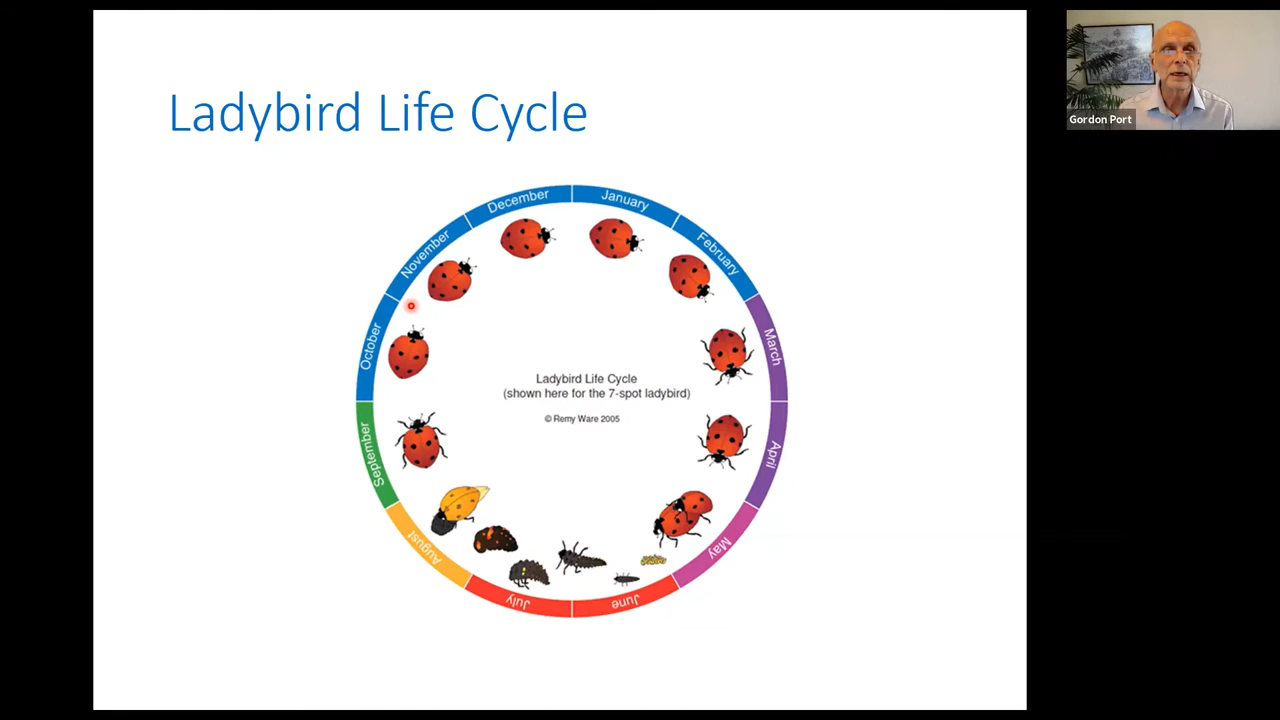 Ladybird Life Cycle
Gordon Port
January
February
March
April
May
June
July
August
September
October
November
December
Ladybird Life Cycle
(shown here for the 7-spot ladybird)
© Remy Ware 2005